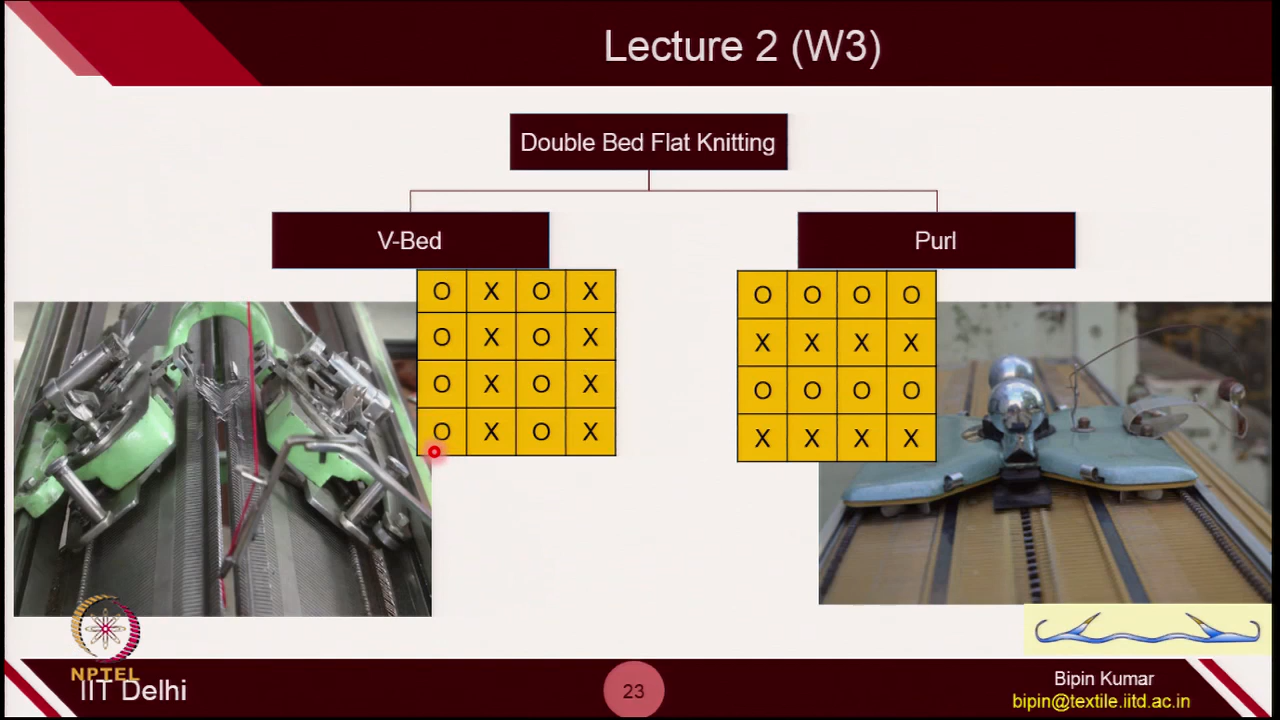 Lecture 2 (W3)
Double Bed Flat Knitting
V-Bed
Purl
O X O X
O X O X
O X O X
O X O X
O O O O
X X X X
O O O O
X X X X
NPTEL
IIT Delhi
23
Bipin Kumar
bipin@textile.iitd.ac.in